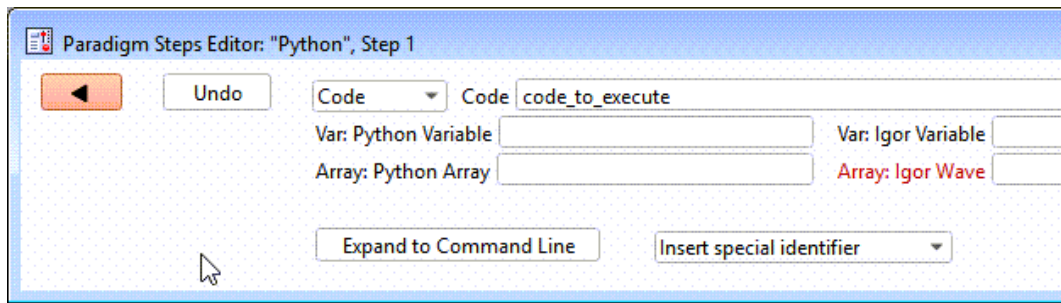 Paradigm Steps Editor: "Python", Step 1
Undo Code Code code_to_execute
Var: Python Variable Var: Igor Variable
Array: Python Array Array: Igor Wave
Expand to Command Line Insert special identifier